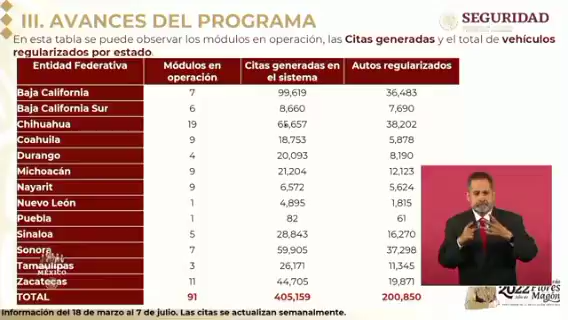 III. AVANCES DEL PROGRAMA
SEGURIDAD
En esta tabla se puede observar los módulos en operación, las Citas generadas y el total de vehículos
regularizados por estado.
Entidad Federativa Módulos en operación Citas generadas en el sistema Autos regularizados
Baja California 7 99,619 36,483
Baja California Sur 6 8,660 7,690
Chihuahua 19 65,657 38,202
Coahuila 9 18,753 5,878
Durango 4 20,093 8,190
Michoacán 9 21,204 12,123
Nayarit 9 6,572 5,624
Nuevo León 1 4,895 1,815
Puebla 1 82 61
Sinaloa 5 28,843 16,270
Sonora 7 59,905 37,298
Tamaulipas 3 26,171 11,345
Zacatecas 11 44,705 19,871
TOTAL 91 405,159 200,850
MÉXICO
2022 Flores
Magón
Información del 18 de marzo al 7 de julio. Las citas se actualizan semanalmente.